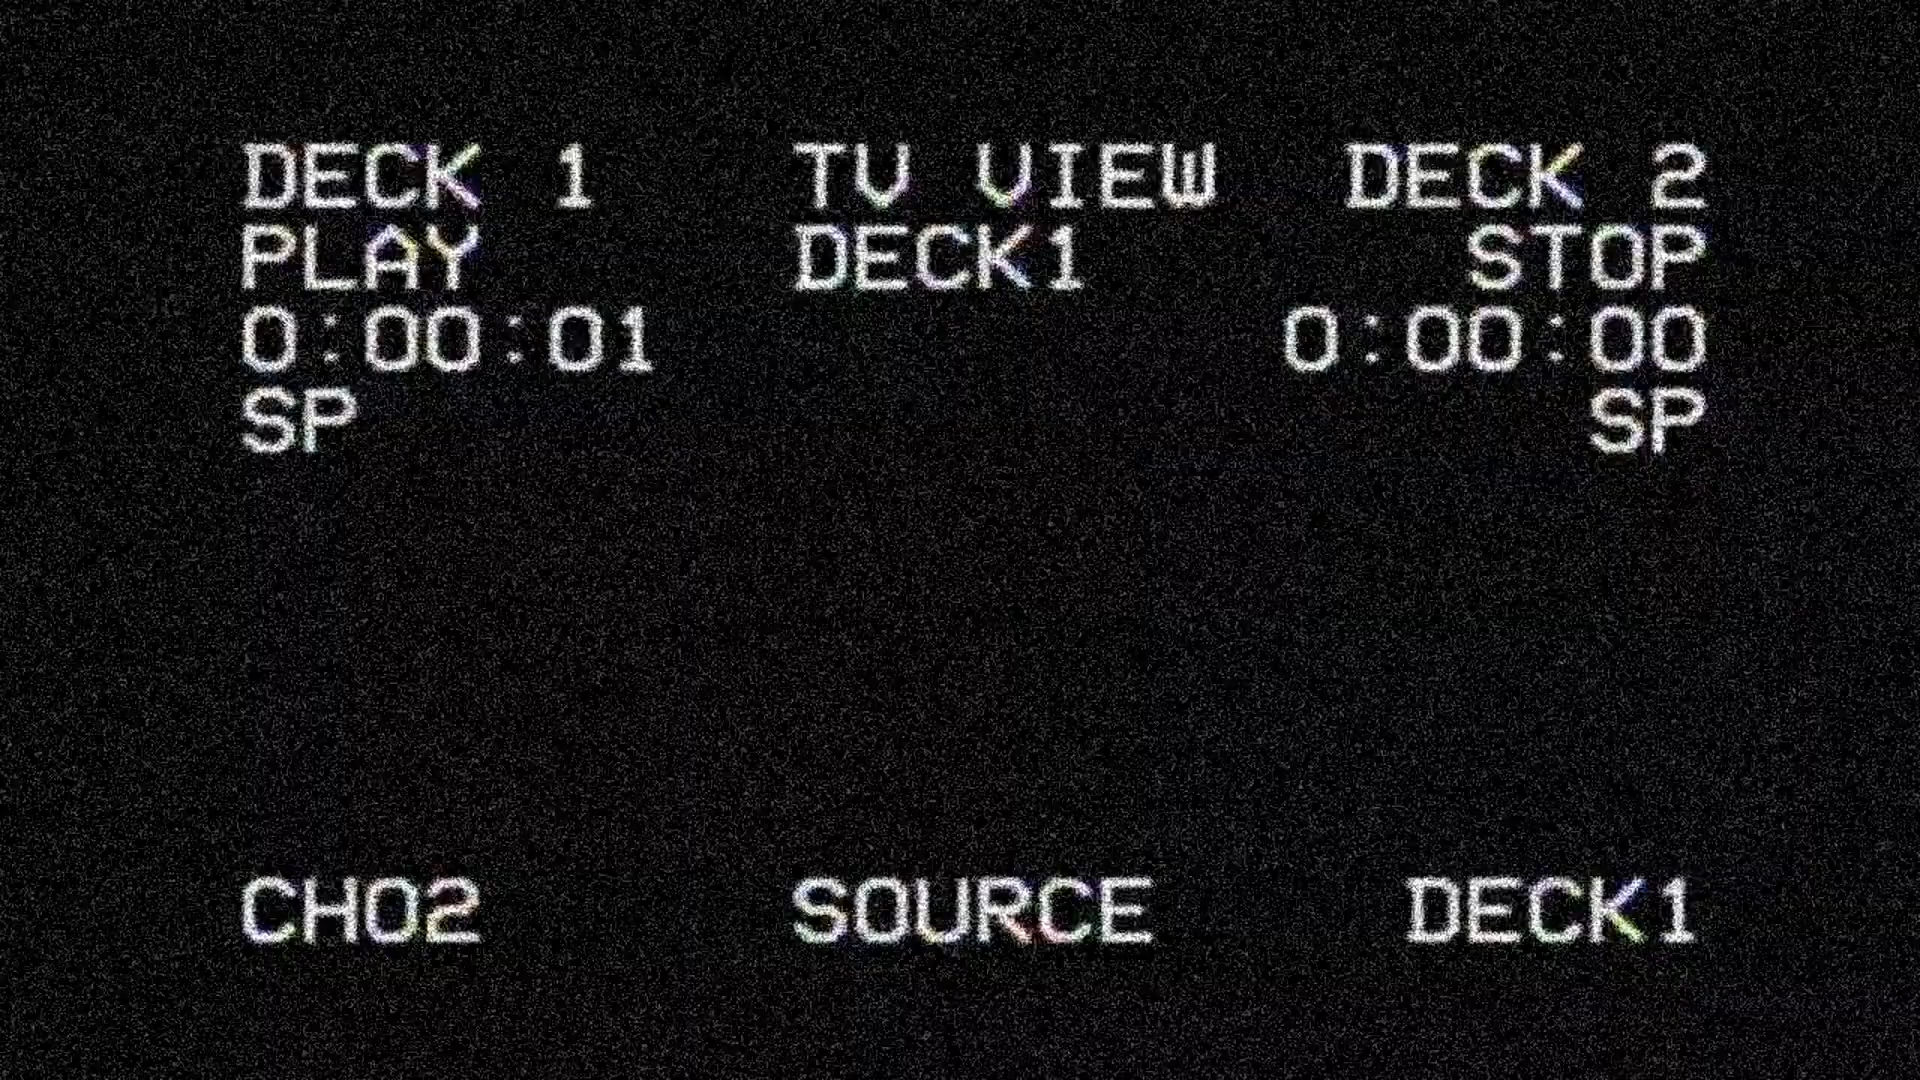 DECK 1 TV VIEW DECK 2
PLAY DECK1 STOP
0:00:01 0:00:00
SP SP
CH02 SOURCE DECK1